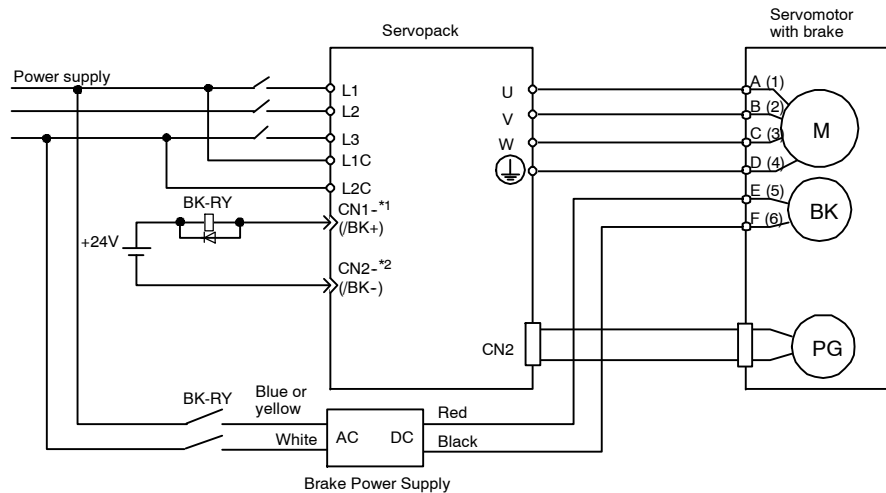 Servopack
Servomotor
with brake
Power supply
L1
L2
L3
L1C
L2C
BK-RY
+24V
CN1-*1
(/BK+)
CN2-*2
(/BK-)
U
V
W
A (1)
B (2)
C (3)
D (4)
E (5)
F (6)
M
BK
CN2
PG
BK-RY
Blue or
yellow
White
AC
DC
Red
Black
Brake Power Supply